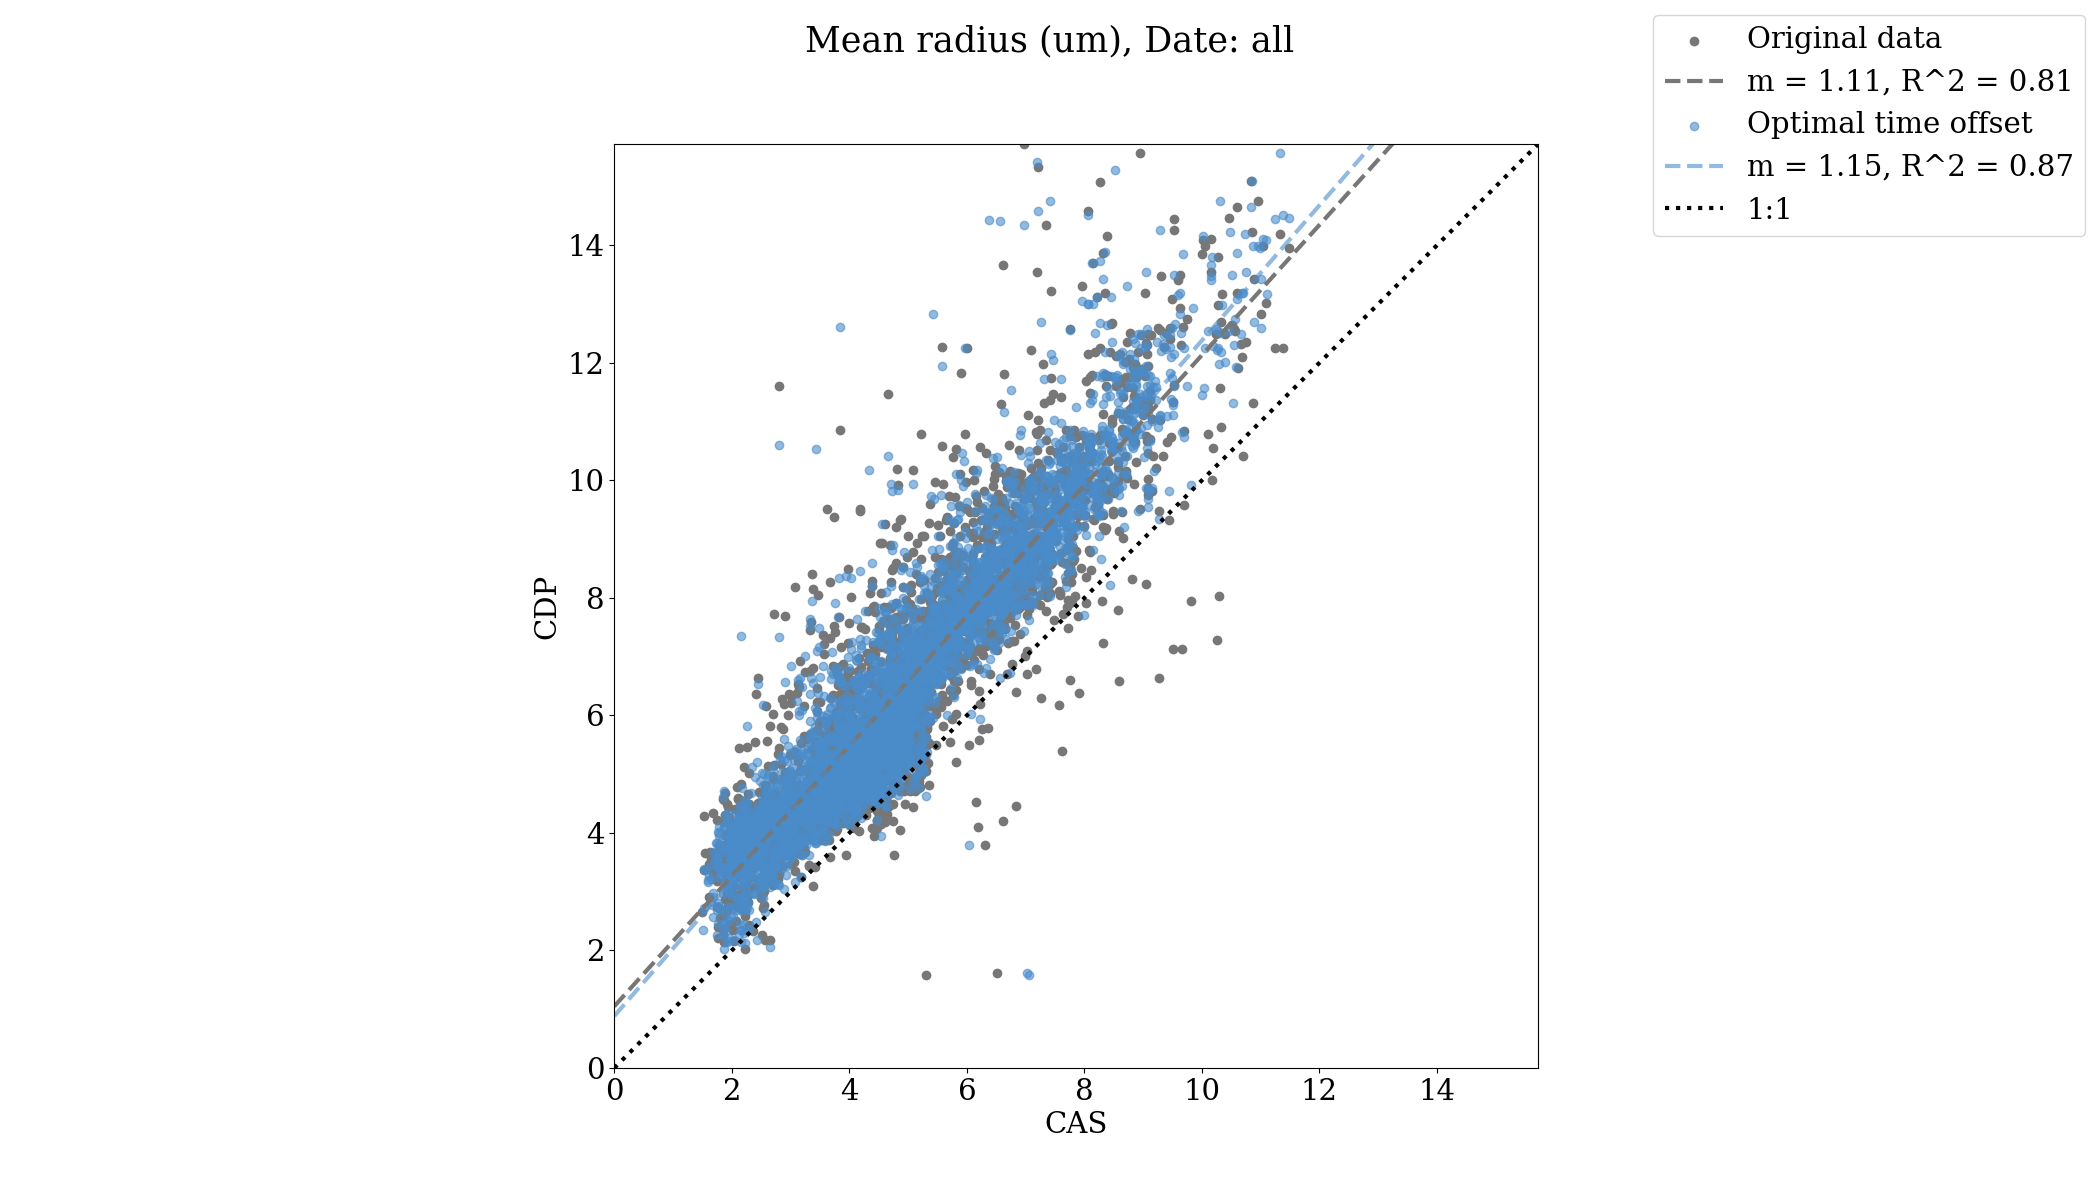 Mean radius (um), Date: all
Original data
m = 1.11, R^2 = 0.81
Optimal time offset
m = 1.15, R^2 = 0.87
1:1
14
12
10
8
6
4
2
0
CDP
0 2 4 6 8 10 12 14
CAS